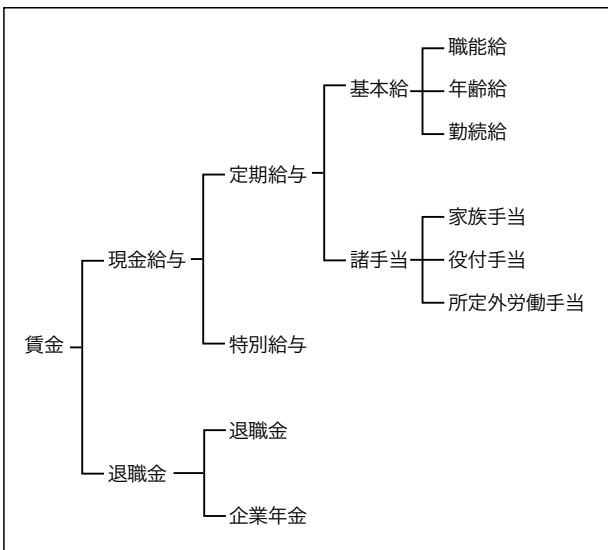 職能給
基本給
年齢給
勤続給
定期給与
家族手当
現金給与
諸手当
役付手当
所定外労働手当
賃金
特別給与
退職金
退職金
企業年金